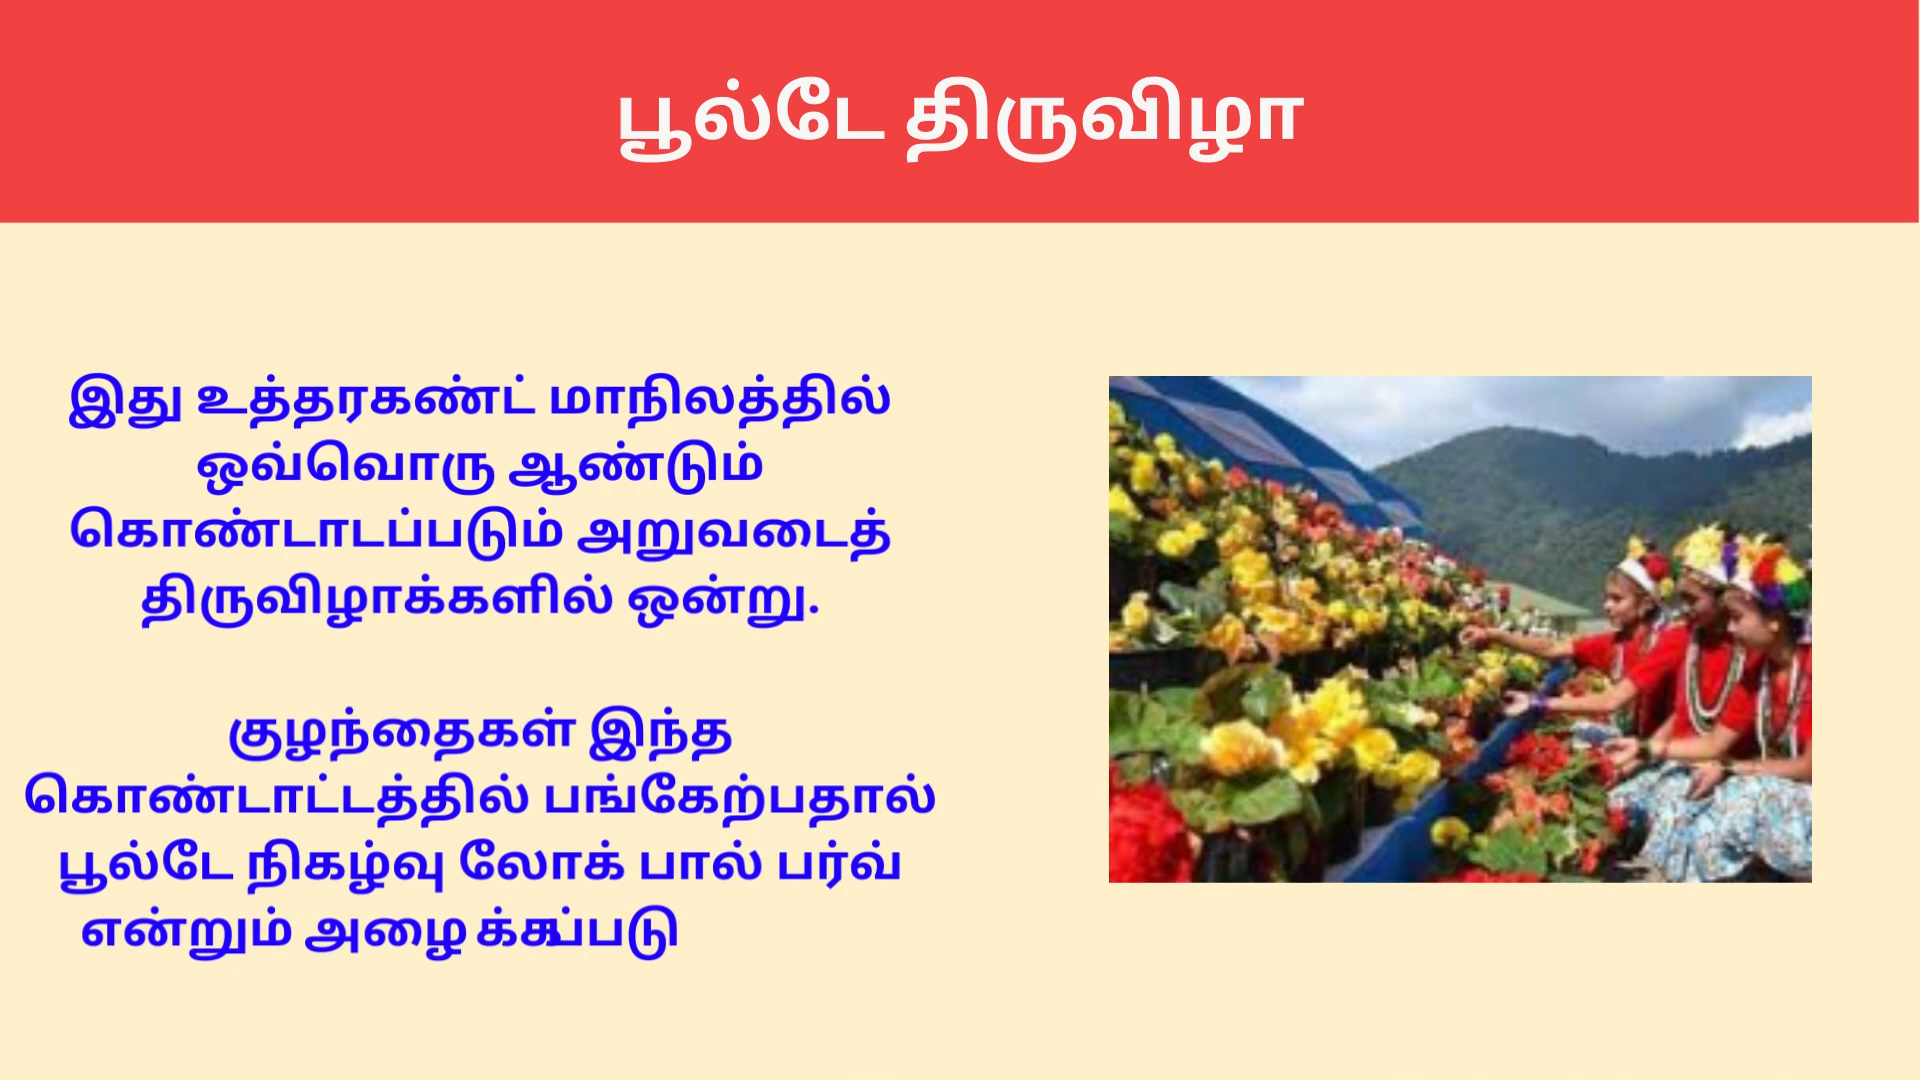 பூல்டே திருவிழா
இது உத்தரகண்ட் மாநிலத்தில்
ஒவ்வொரு ஆண்டும்
கொண்டாடப்படும் அறுவடைத்
திருவிழாக்களில் ஒன்று.
குழந்தைகள் இந்த
கொண்டாட்டத்தில் பங்கேற்பதால்
பூல்டே நிகழ்வு லோக் பால் பர்வ்
என்றும் அழைக்கப்படு